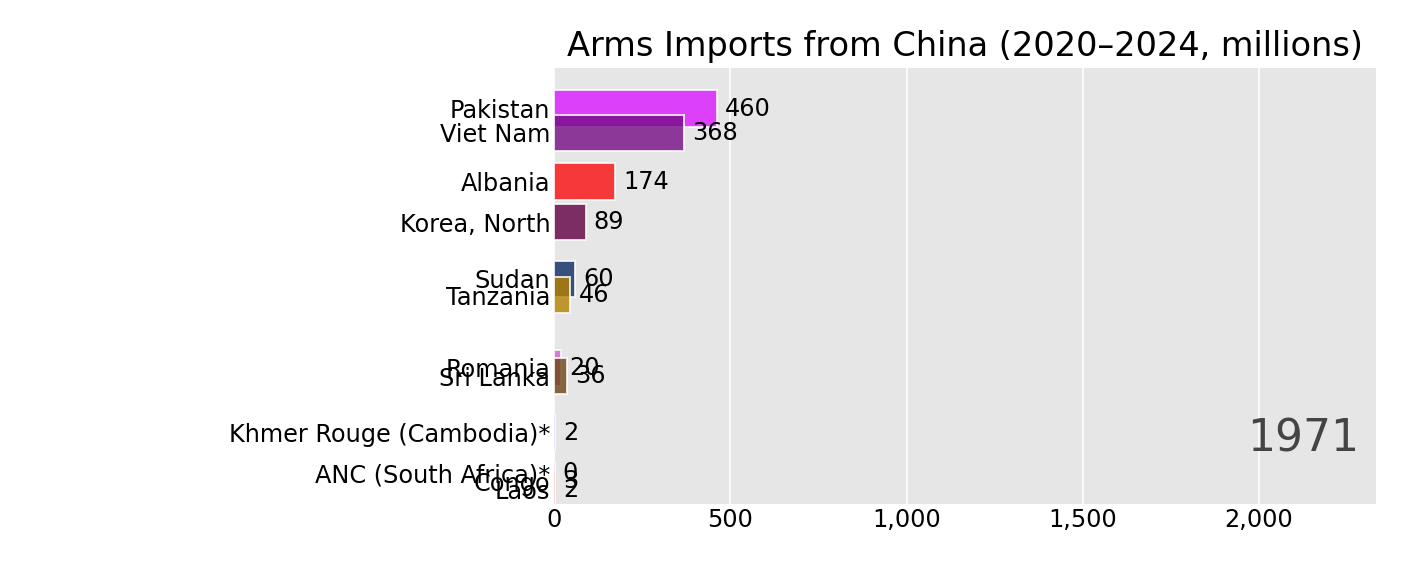 Arms Imports from China (2020–2024, millions)
Pakistan 460
Viet Nam 368
Albania 174
Korea, North 89
Sudan 60
Tanzania 46
Romania 20
Sri Lanka 36
Khmer Rouge (Cambodia)* 2
1971
ANC (South Africa)* 0
Congo 3
Laos 2
0 500 1,000 1,500 2,000